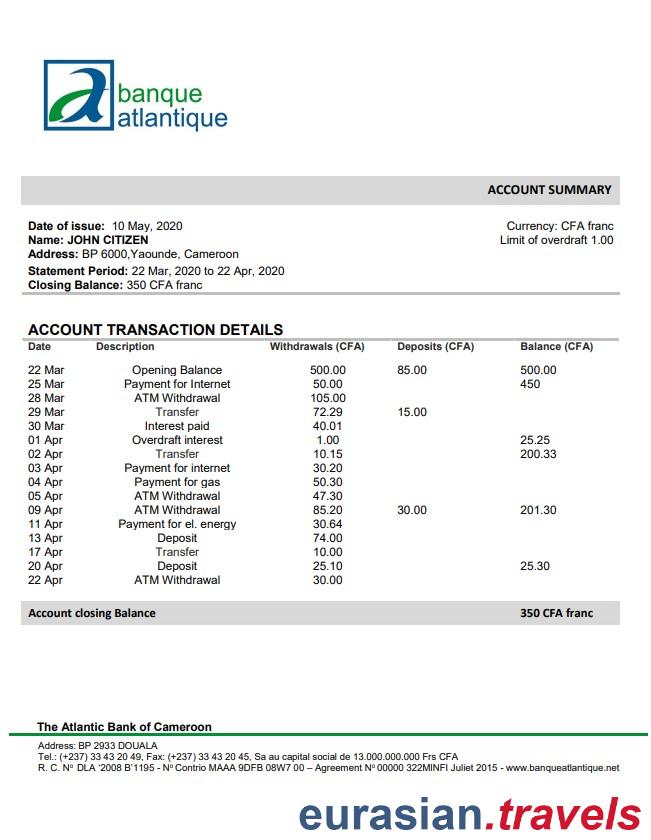 banque
atlantique
ACCOUNT SUMMARY
Date of issue: 10 May, 2020 Currency: CFA franc
Name: JOHN CITIZEN Limit of overdraft 1.00
Address: BP 6000,Yaounde, Cameroon
Statement Period: 22 Mar, 2020 to 22 Apr, 2020
Closing Balance: 350 CFA franc
ACCOUNT TRANSACTION DETAILS
Date Description Withdrawals (CFA) Deposits (CFA) Balance (CFA)
22 Mar Opening Balance 500.00 85.00 500.00
25 Mar Payment for Internet 50.00 450
28 Mar ATM Withdrawal 105.00
29 Mar Transfer 72.29 15.00
30 Mar Interest paid 40.01
01 Apr Overdraft interest 1.00 25.25
02 Apr Transfer 10.15 200.33
03 Apr Payment for internet 30.20
04 Apr Payment for gas 50.30
05 Apr ATM Withdrawal 47.30
09 Apr ATM Withdrawal 85.20 30.00 201.30
11 Apr Payment for el. energy 30.64
13 Apr Deposit 74.00
17 Apr Transfer 10.00
20 Apr Deposit 25.10 25.30
22 Apr ATM Withdrawal 30.00
Account closing Balance 350 CFA franc
The Atlantic Bank of Cameroon
Address: BP 2933 DOUALA
Tel.: (+237) 33 43 20 49, Fax: (+237) 33 43 20 45, Sa au capital social de 13.000.000.000 Frs CFA
R. C. Nº DLA '2008 B'1195 - Nº Contrio MAAA 9DFB 08W7 00 – Agreement Nº 00000 322MINFI Juliet 2015 - www.banqueatlantique.net
eurasian.travels